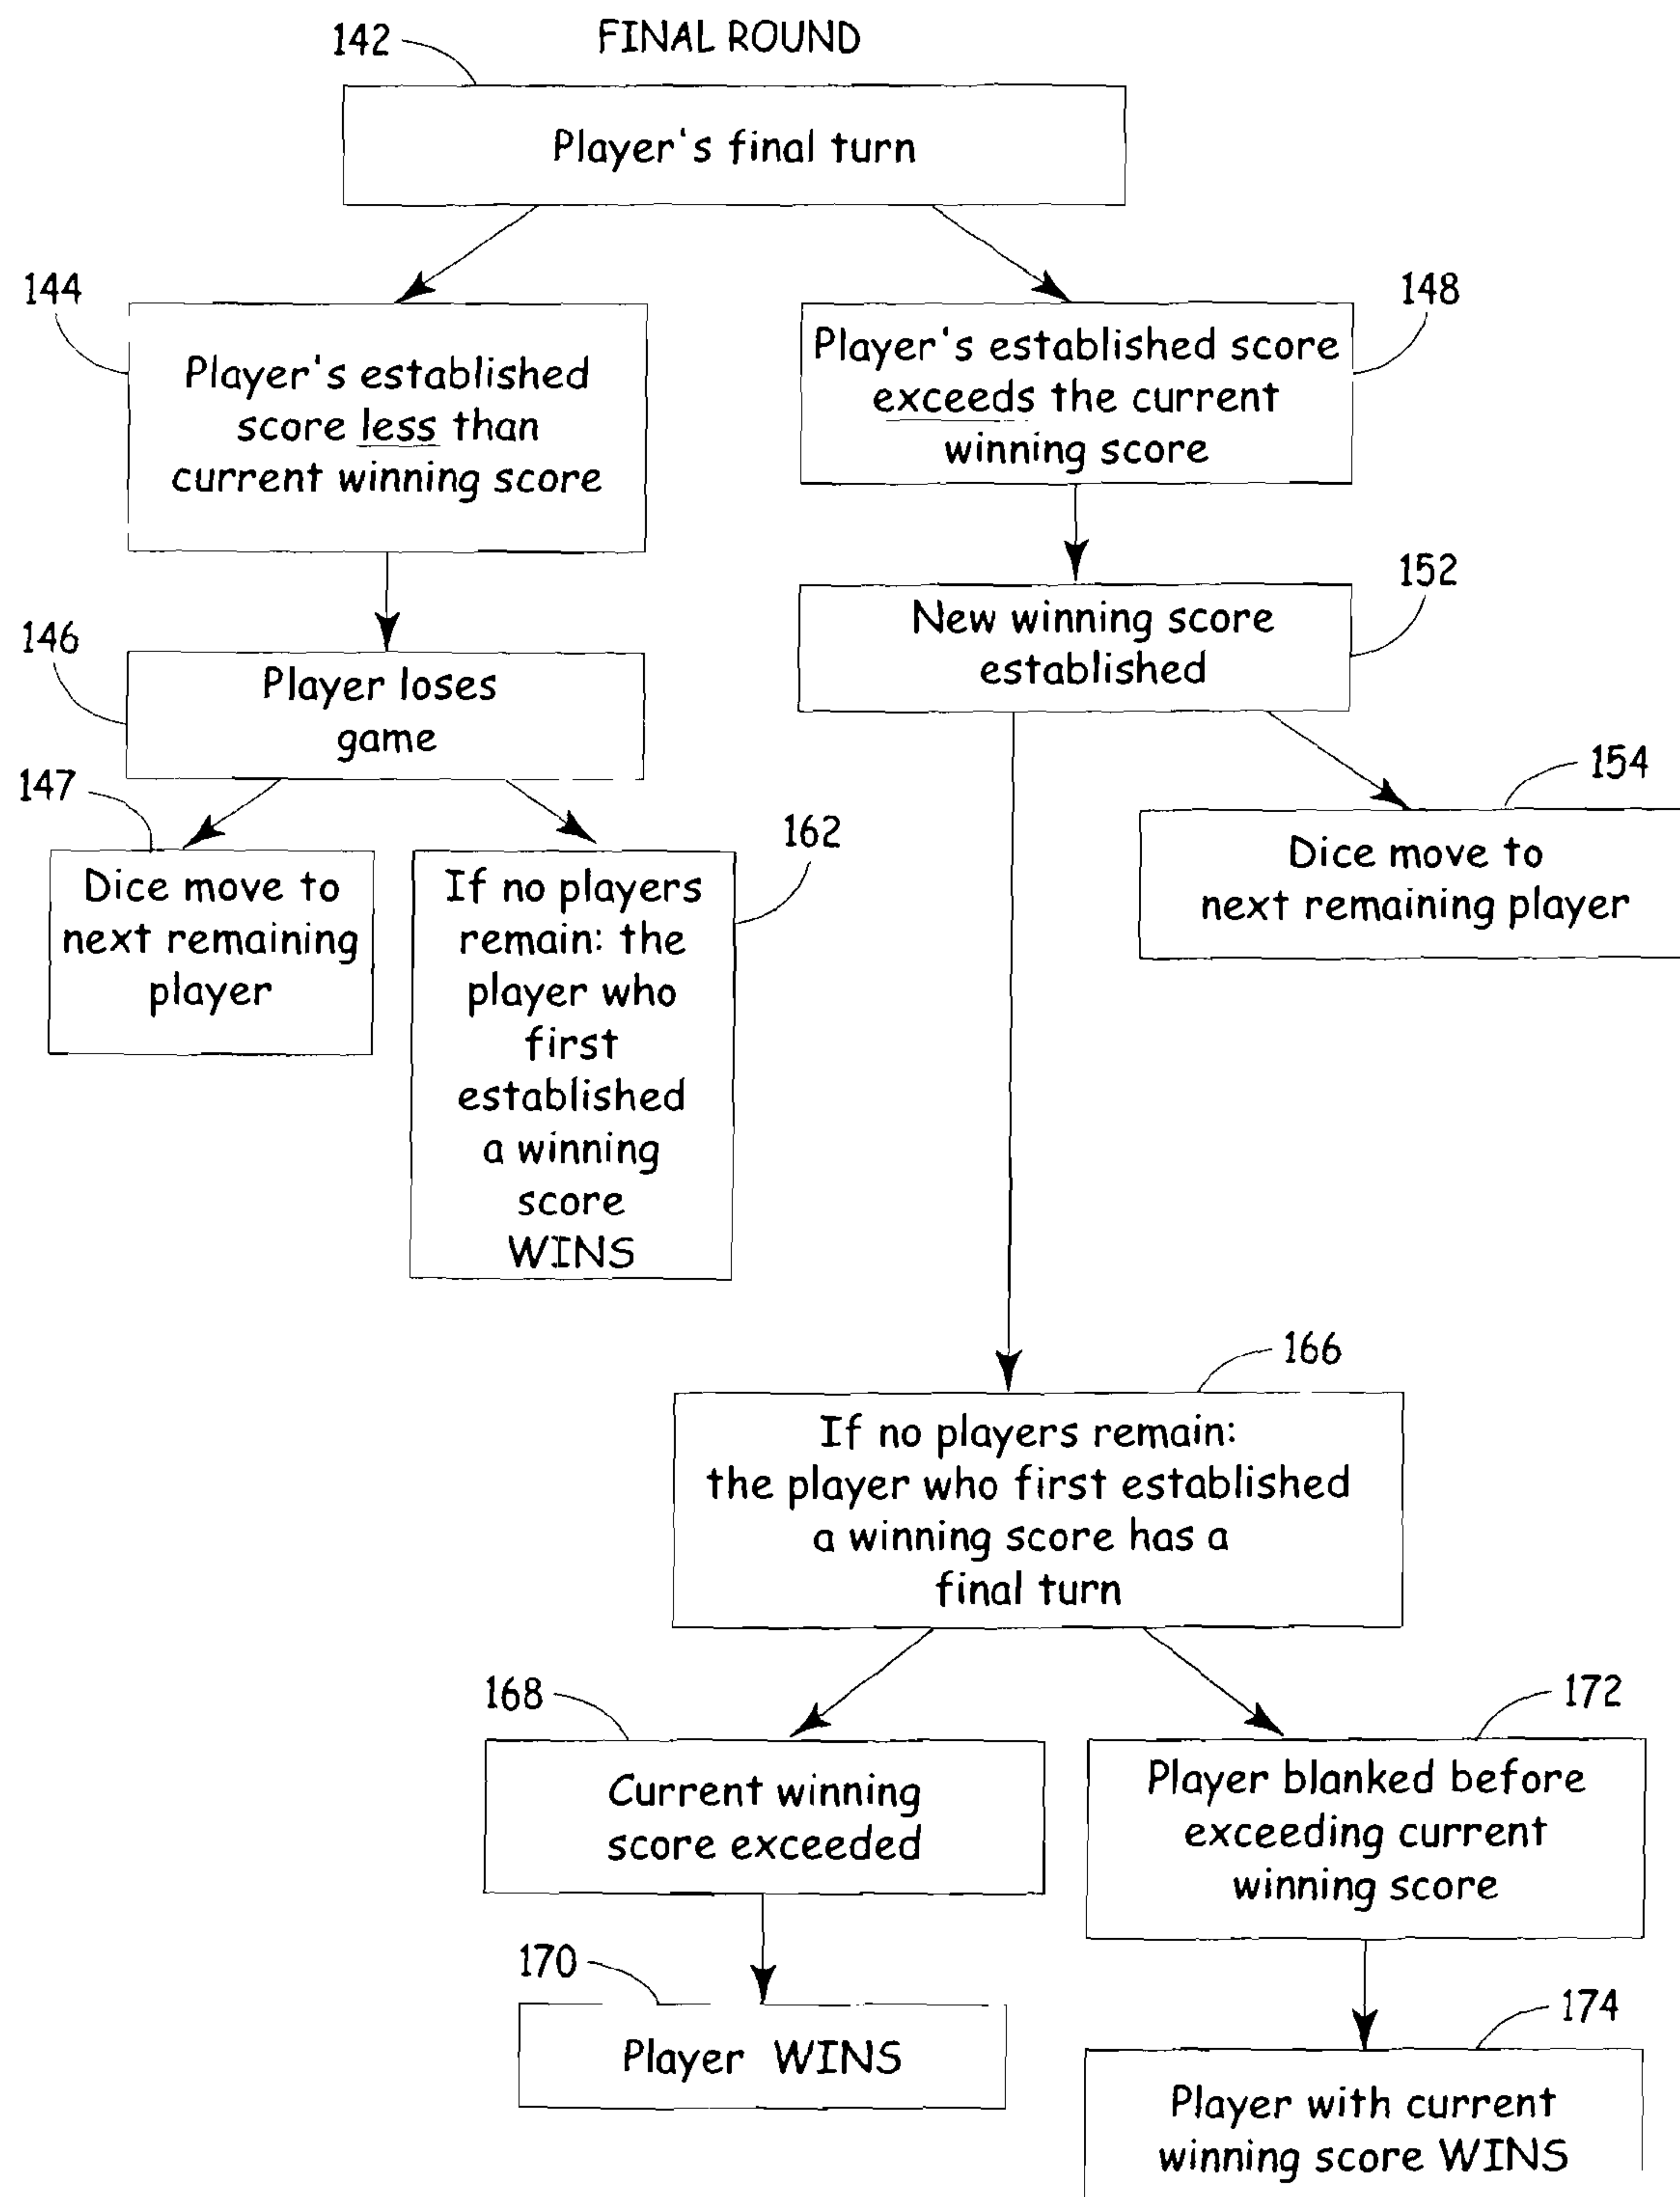 FINAL ROUND
142
Player's final turn
144
Player's established
score less than
current winning score
148
Player's established score
exceeds the current
winning score
146
Player loses
game
152
New winning score
established
147
Dice move to
next remaining
player
162
If no players
remain: the
player who
first
established
a winning
score
WINS
154
Dice move to
next remaining player
166
If no players remain:
the player who first established
a winning score has a
final turn
168
Current winning
score exceeded
172
Player blanked before
exceeding current
winning score
170
Player WINS
174
Player with current
winning score WINS